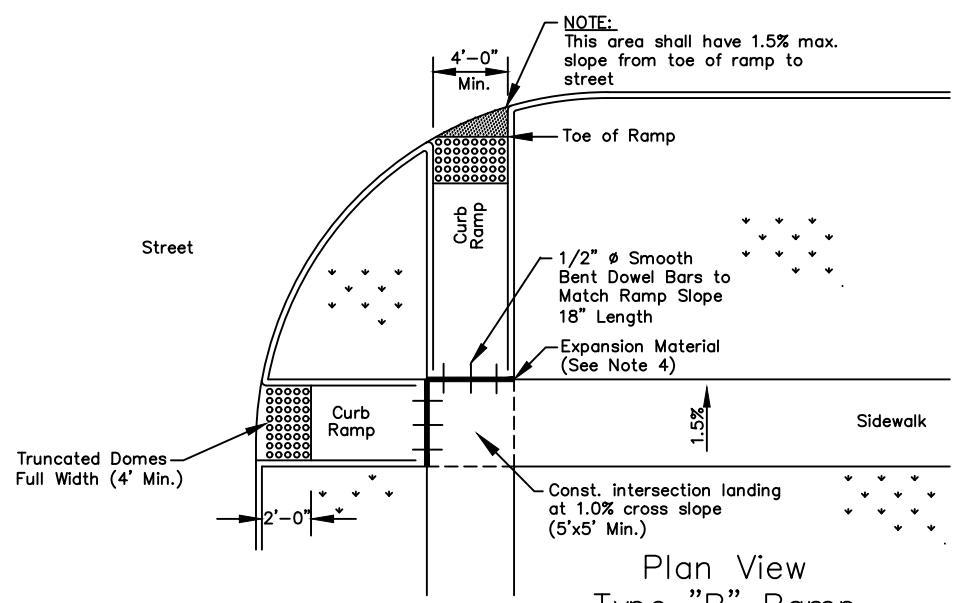 NOTE:
This area shall have 1.5% max.
slope from toe of ramp to
street
4'-0"
Min.
Toe of Ramp
Curb
Ramp
Street
1/2" Ø Smooth
Bent Dowel Bars to
Match Ramp Slope
18" Length
Expansion Material
(See Note 4)
Curb
Ramp
1.5%
Sidewalk
Truncated Domes
Full Width (4' Min.)
2'-0"
Const. intersection landing
at 1.0% cross slope
(5'x5' Min.)
Plan View